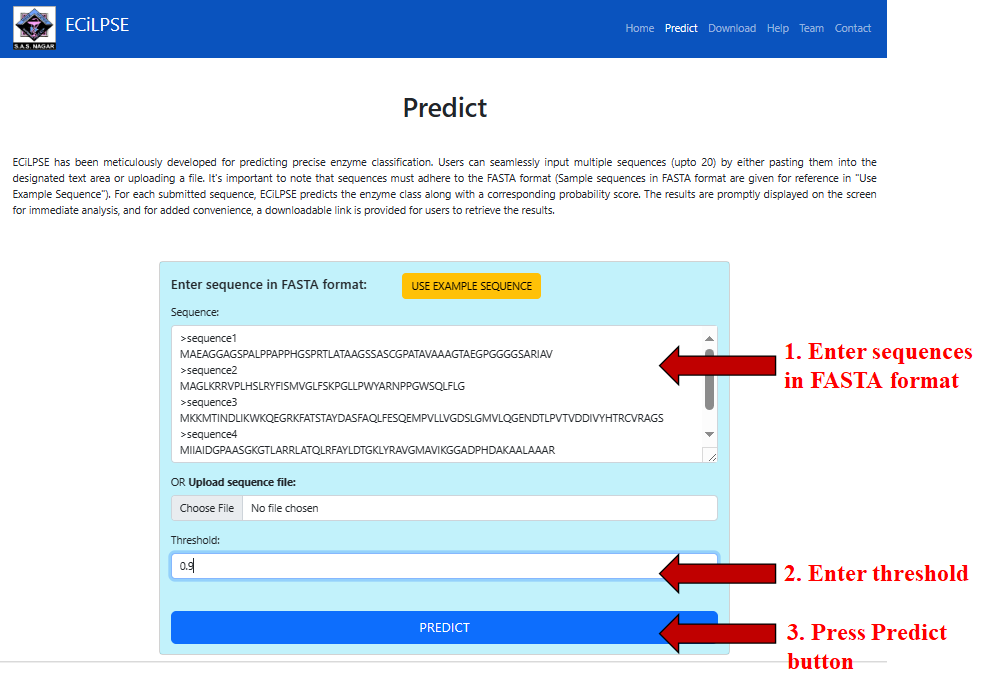 S.A.S. NAGAR
ECiLPSE
Home Predict Download Help Team Contact
Predict
ECiLPSE has been meticulously developed for predicting precise enzyme classification. Users can seamlessly input multiple sequences (upto 20) by either pasting them into the
designated text area or uploading a file. It's important to note that sequences must adhere to the FASTA format (Sample sequences in FASTA format are given for reference in "Use
Example Sequence"). For each submitted sequence, ECiLPSE predicts the enzyme class along with a corresponding probability score. The results are promptly displayed on the screen
for immediate analysis, and for added convenience, a downloadable link is provided for users to retrieve the results.
Enter sequence in FASTA format:
USE EXAMPLE SEQUENCE
Sequence:
>sequence1
MAEAGGAGSPALPPAPPHGSPRTLATAAGSSASCGPATAVAAAGTAEGPGGGGSARIAV
>sequence2
MAGLKRRVPLHSLRYFISMVGLFSKPGLLPWYARNPPGWSQLFLG
>sequence3
MKKMTINDLIKWKQEGRKFATSTAYDASFAQLFESQEMPVLLVGDSLGMVLQGENDTLPVTVDDIVYHTRCVRAGS
>sequence4
MIIAIDGPAASGKGTLARRLATQLRFAYLDTGKLYRAVGMAVIKGGADPHDAKAALAAAR
OR Upload sequence file:
Choose File No file chosen
Threshold:
0.9
PREDICT
1. Enter sequences
in FASTA format
2. Enter threshold
3. Press Predict
button